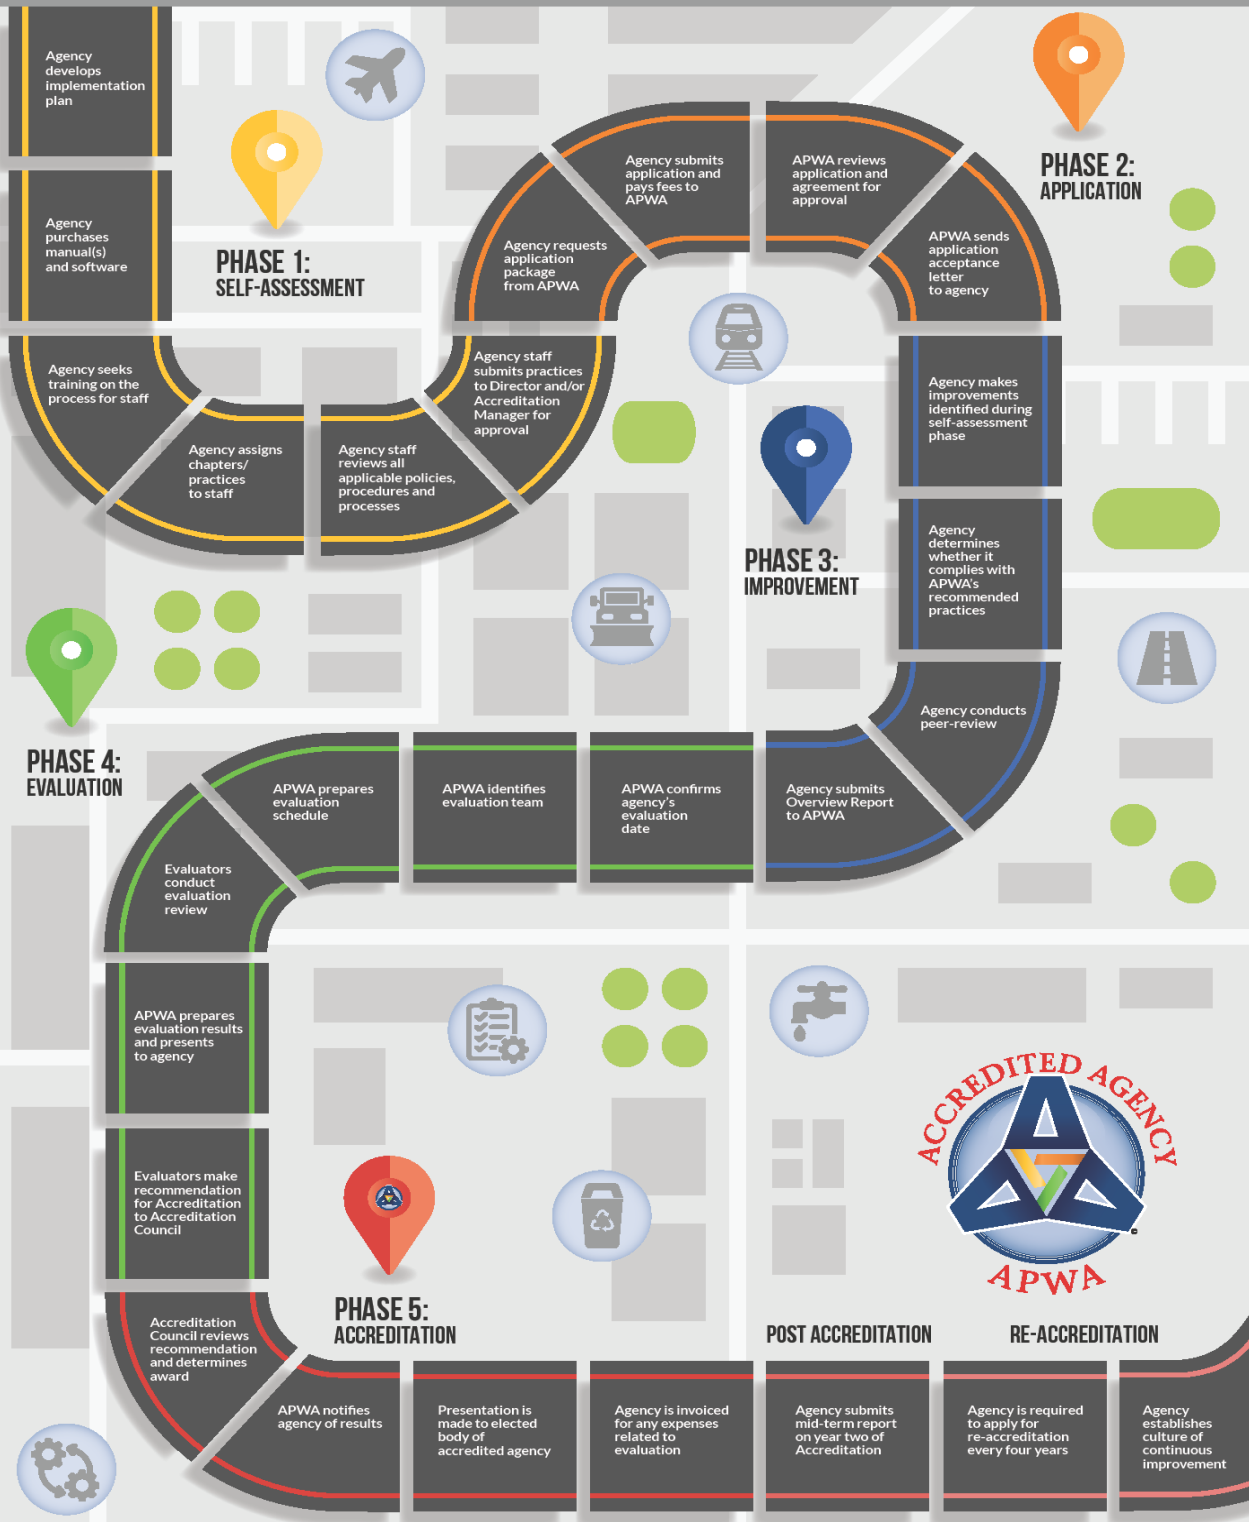 Agency
develops
implementation
plan
Agency
purchases
manual(s)
and software
PHASE 1:
SELF-ASSESSMENT
Agency seeks
training on the
process for staff
Agency assigns
chapters/
practices
to staff
Agency staff
reviews all
applicable policies,
procedures and
processes
Agency staff
submits practices
to Director and/or
Accreditation
Manager for
approval
Agency requests
application
package
from APWA
Agency submits
application and
pays fees to
APWA
APWA reviews
application and
agreement for
approval
PHASE 2:
APPLICATION
APWA sends
application
acceptance
letter
to agency
Agency makes
improvements
identified during
self-assessment
phase
PHASE 3:
IMPROVEMENT
Agency
determines
whether it
complies with
APWA's
recommended
practices
Agency conducts
peer-review
Agency submits
Overview Report
to APWA
APWA confirms
agency's
evaluation
date
APWA identifies
evaluation team
APWA prepares
evaluation
schedule
PHASE 4:
EVALUATION
Evaluators
conduct
evaluation
review
APWA prepares
evaluation results
and presents
to agency
Evaluators make
recommendation
for Accreditation
to Accreditation
Council
PHASE 5:
ACCREDITATION
Accreditation
Council reviews
recommendation
and determines
award
APWA notifies
agency of results
Presentation is
made to elected
body of
accredited agency
Agency is invoiced
for any expenses
related to
evaluation
POST ACCREDITATION
Agency submits
mid-term report
on year two of
Accreditation
RE-ACCREDITATION
Agency is required
to apply for
re-accreditation
every four years
Agency
establishes
culture of
continuous
improvement
ACCREDITED AGENCY
APWA